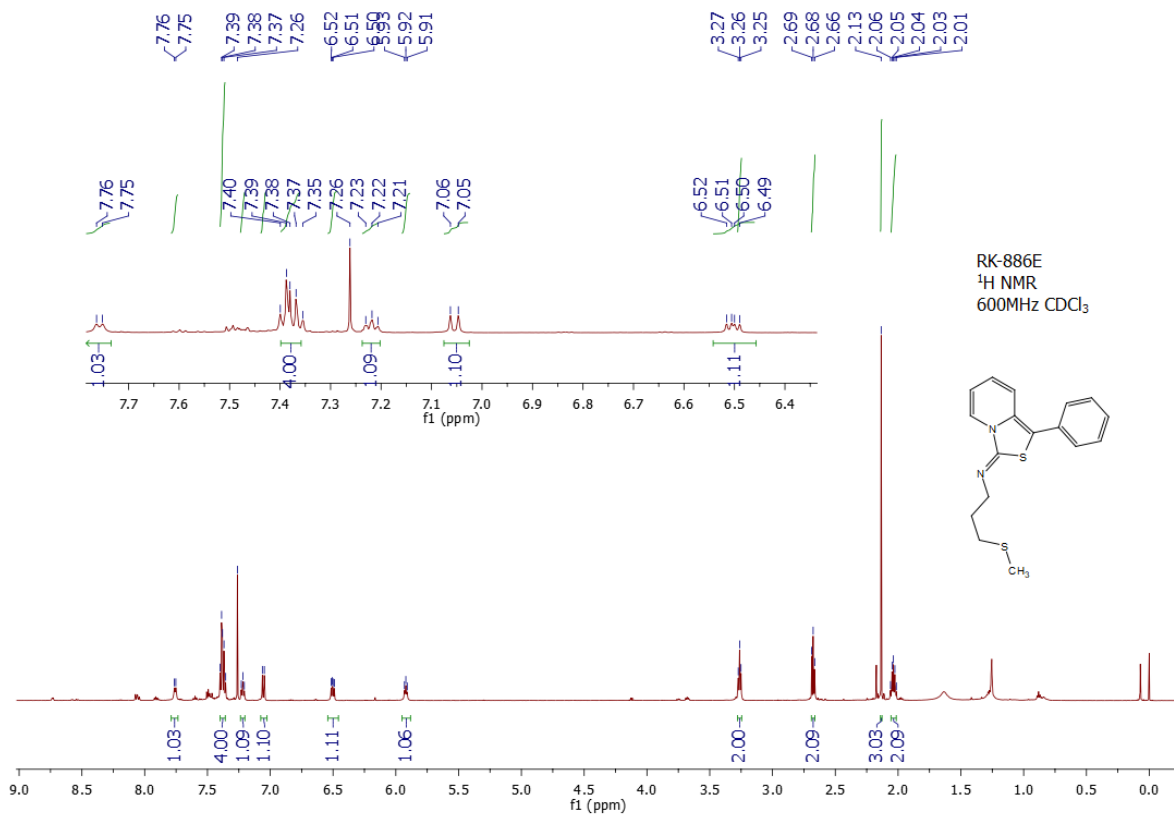 7.76 7.75 7.39 7.38 7.37 7.26 6.52 6.51 6.50 5.93 5.92 5.91 3.27 3.26 3.25 2.69 2.68 2.66 2.13 2.06 2.05 2.04 2.03 2.01
7.76 7.75 7.40 7.39 7.38 7.37 7.35 7.26 7.23 7.22 7.21 7.06 7.05 6.52 6.51 6.50 6.49
RK-886E
¹H NMR
600MHz CDCl₃
1.03 4.00 1.09 1.10 1.11
7.7 7.6 7.5 7.4 7.3 7.2 7.1 7.0 6.9 6.8 6.7 6.6 6.5 6.4
f1 (ppm)
N
S
N
S
CH₃
1.03 4.00 1.09 1.10 1.11 1.06 2.00 2.09 3.03 2.09
9.0 8.5 8.0 7.5 7.0 6.5 6.0 5.5 5.0 4.5 4.0 3.5 3.0 2.5 2.0 1.5 1.0 0.5 0.0
f1 (ppm)